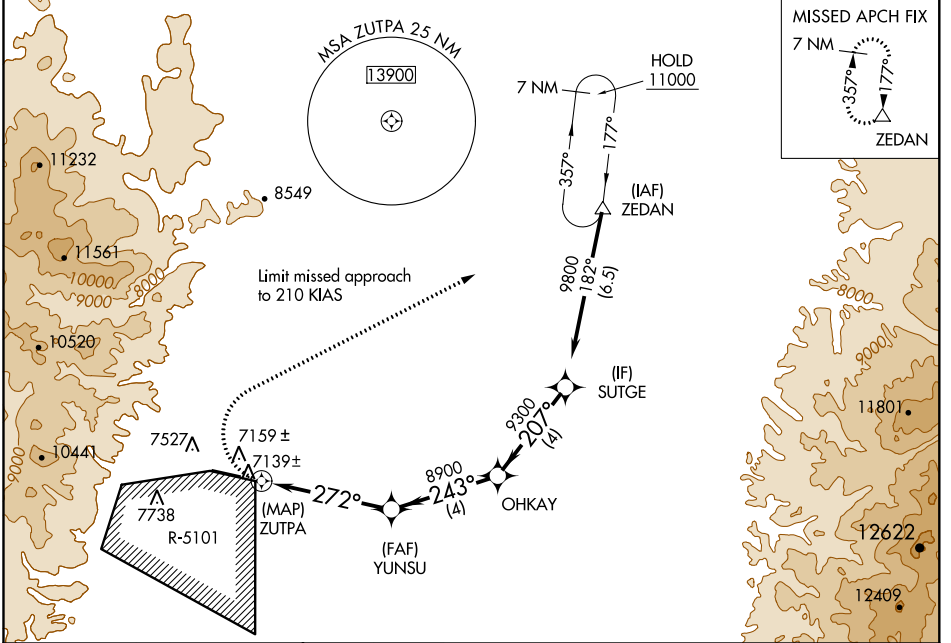 MSA ZUTPA 25 NM
13900
MISSED APCH FIX
7 NM
357°
177°
ZEDAN
HOLD
11000
7 NM
357°
177°
(IAF)
ZEDAN
11232
8549
11561
10000
8000
9000
10520
10441
9000
Limit missed approach
to 210 KIAS
9800
182°
(6.5)
(IF)
SUTGE
9300
207°
(4)
OHKAY
8900
243°
(4)
(FAF)
YUNSU
272°
(MAP)
ZUTPA
7527
7159 ±
7139 ±
7738
R-5101
8000
9000
11801
12622
12409